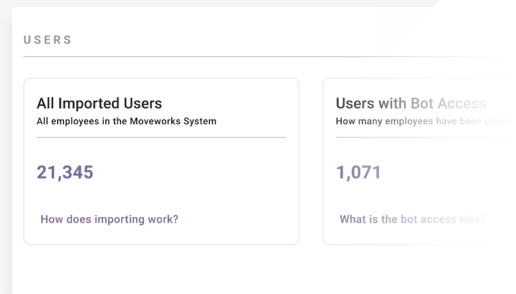 USERS
All Imported Users
All employees in the Moveworks System
21,345
How does importing work?
Users with Bot Access
How many employees have been
1,071
What is the bot access rule?